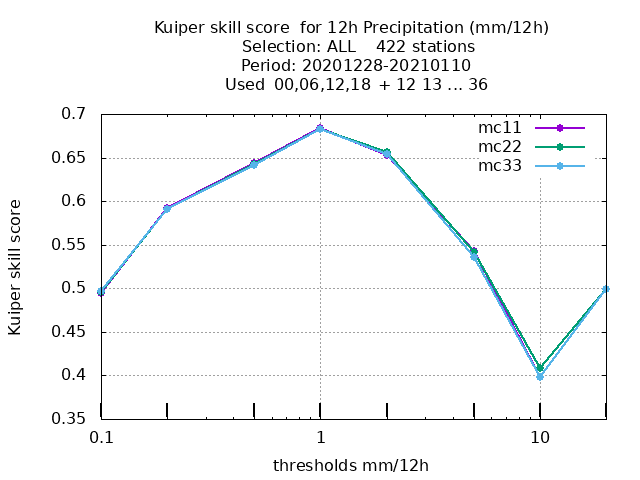 Kuiper skill score for 12h Precipitation (mm/12h)
Selection: ALL 422 stations
Period: 20201228-20210110
Used 00,06,12,18 + 12 13 ... 36
mc11
mc22
mc33
Kuiper skill score
0.7
0.65
0.6
0.55
0.5
0.45
0.4
0.35
0.1 1 10
thresholds mm/12h